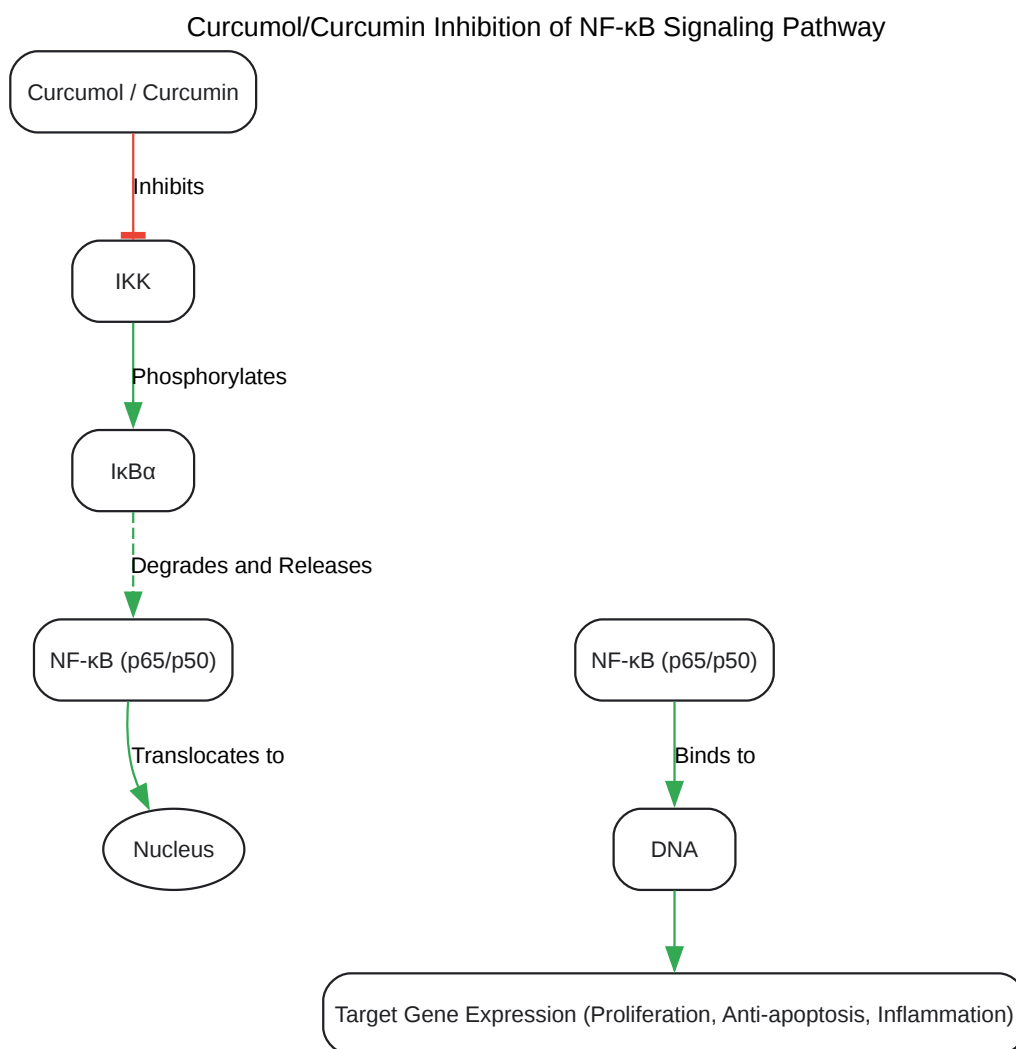 Curcumol/Curcumin Inhibition of NF-κB Signaling Pathway
Curcumol / Curcumin
Inhibits
IKK
Phosphorylates
IκBα
Degrades and Releases
NF-κB (p65/p50)
Translocates to
Nucleus
NF-κB (p65/p50)
Binds to
DNA
Target Gene Expression (Proliferation, Anti-apoptosis, Inflammation)